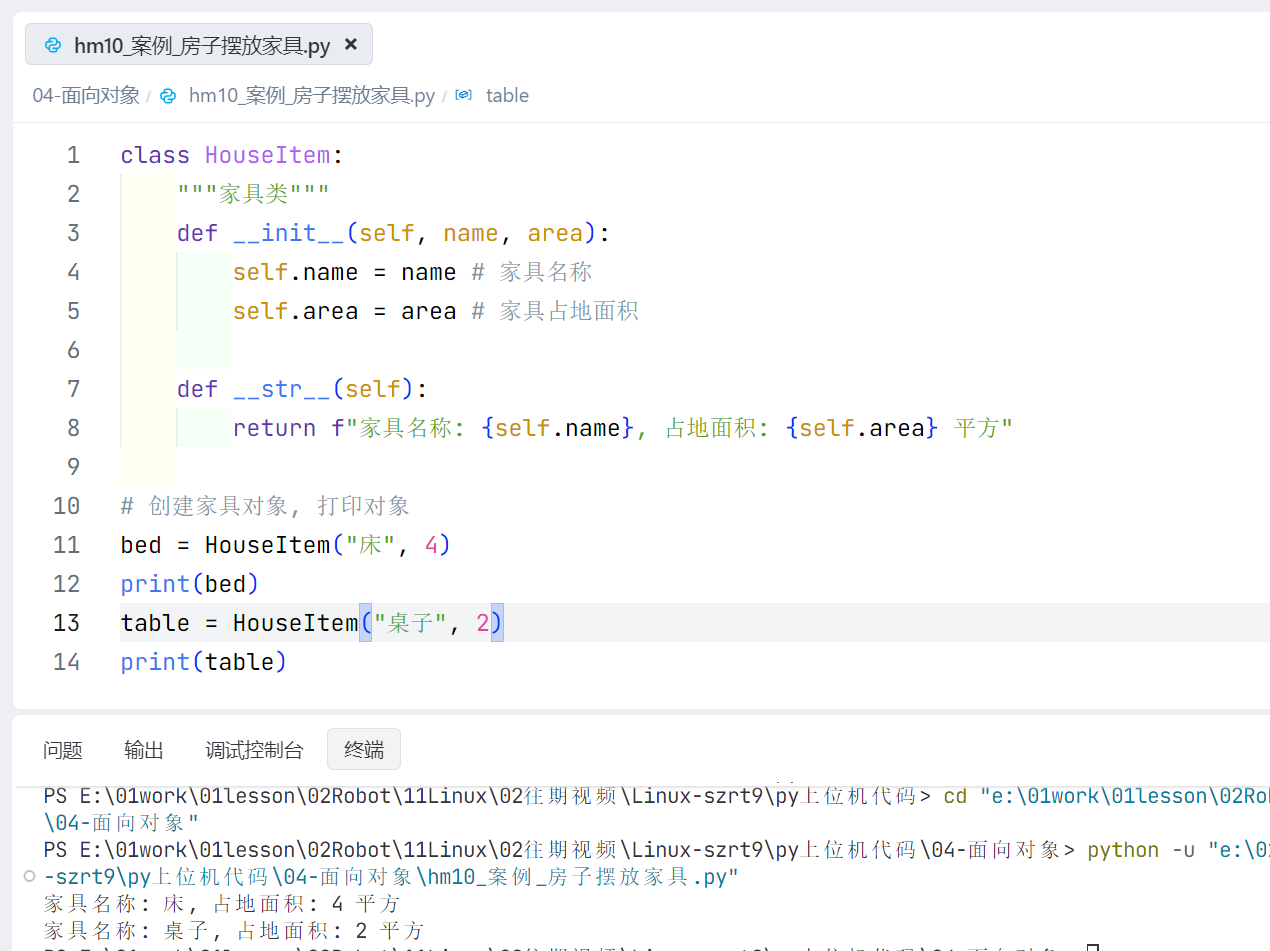 hm10_案例_房子摆放家具.py ×
04-面向对象 / hm10_案例_房子摆放家具.py / table
1 class HouseItem:
2     """家具类"""
3     def __init__(self, name, area):
4         self.name = name # 家具名称
5         self.area = area # 家具占地面积
6
7     def __str__(self):
8         return f"家具名称: {self.name}, 占地面积: {self.area} 平方"
9
10 # 创建家具对象, 打印对象
11 bed = HouseItem("床", 4)
12 print(bed)
13 table = HouseItem("桌子", 2)
14 print(table)
问题 输出 调试控制台 终端
PS E:\01work\01lesson\02Robot\11Linux\02往期视频\Linux-szrt9\py上位机代码> cd "e:\01work\01lesson\02Ro
\04-面向对象"
PS E:\01work\01lesson\02Robot\11Linux\02往期视频\Linux-szrt9\py上位机代码\04-面向对象> python -u "e:\0
-szrt9\py上位机代码\04-面向对象\hm10_案例_房子摆放家具.py"
家具名称: 床, 占地面积: 4 平方
家具名称: 桌子, 占地面积: 2 平方